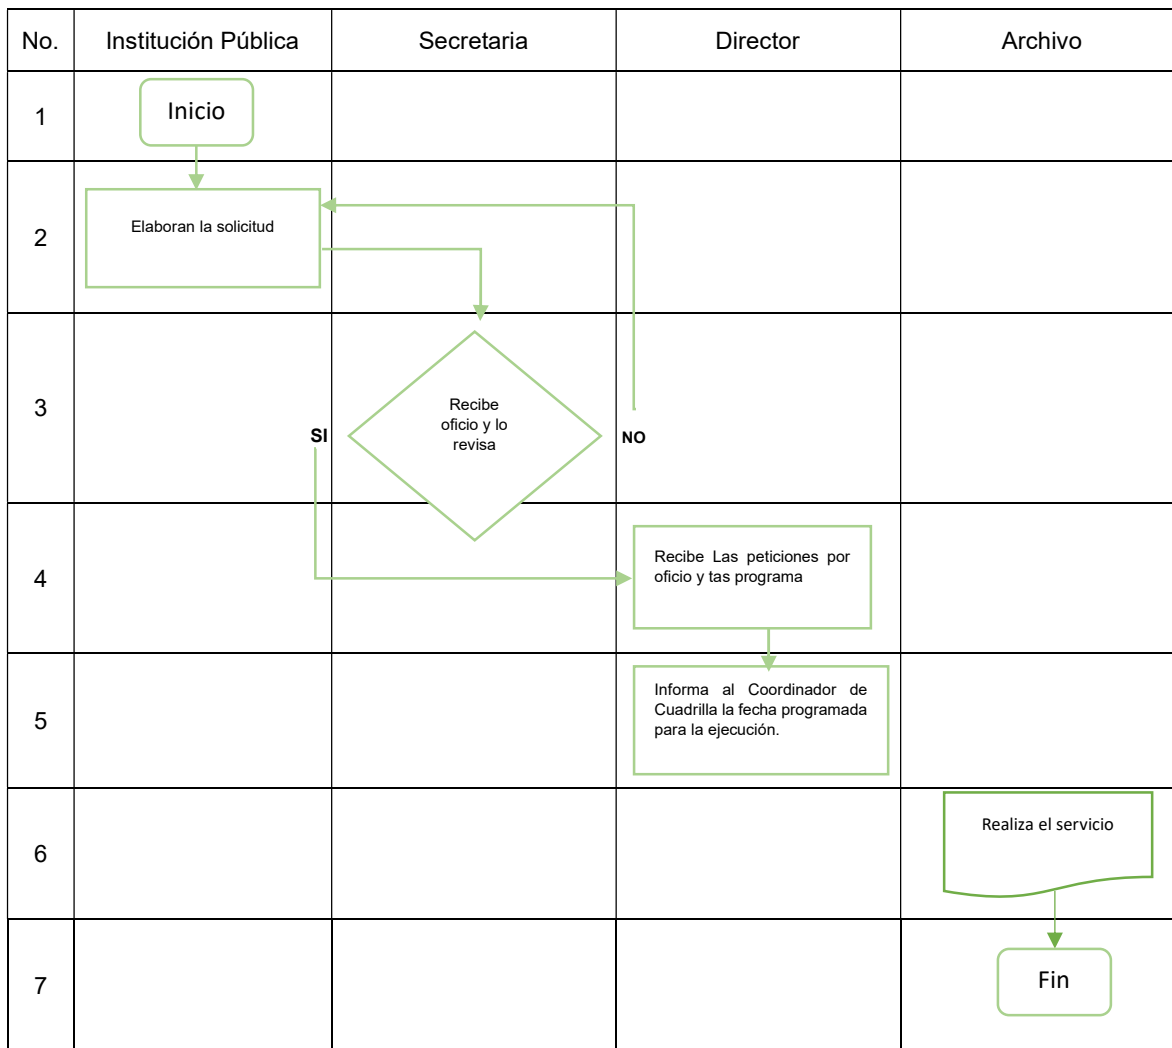 No.
Institución Pública
Secretaria
Director
Archivo
1
Inicio
2
Elaboran la solicitud
3
Recibe
oficio y lo
revisa
SI
NO
4
Recibe Las peticiones por
oficio y tas programa
5
Informa al Coordinador de
Cuadrilla la fecha programada
para la ejecución.
6
Realiza el servicio
7
Fin